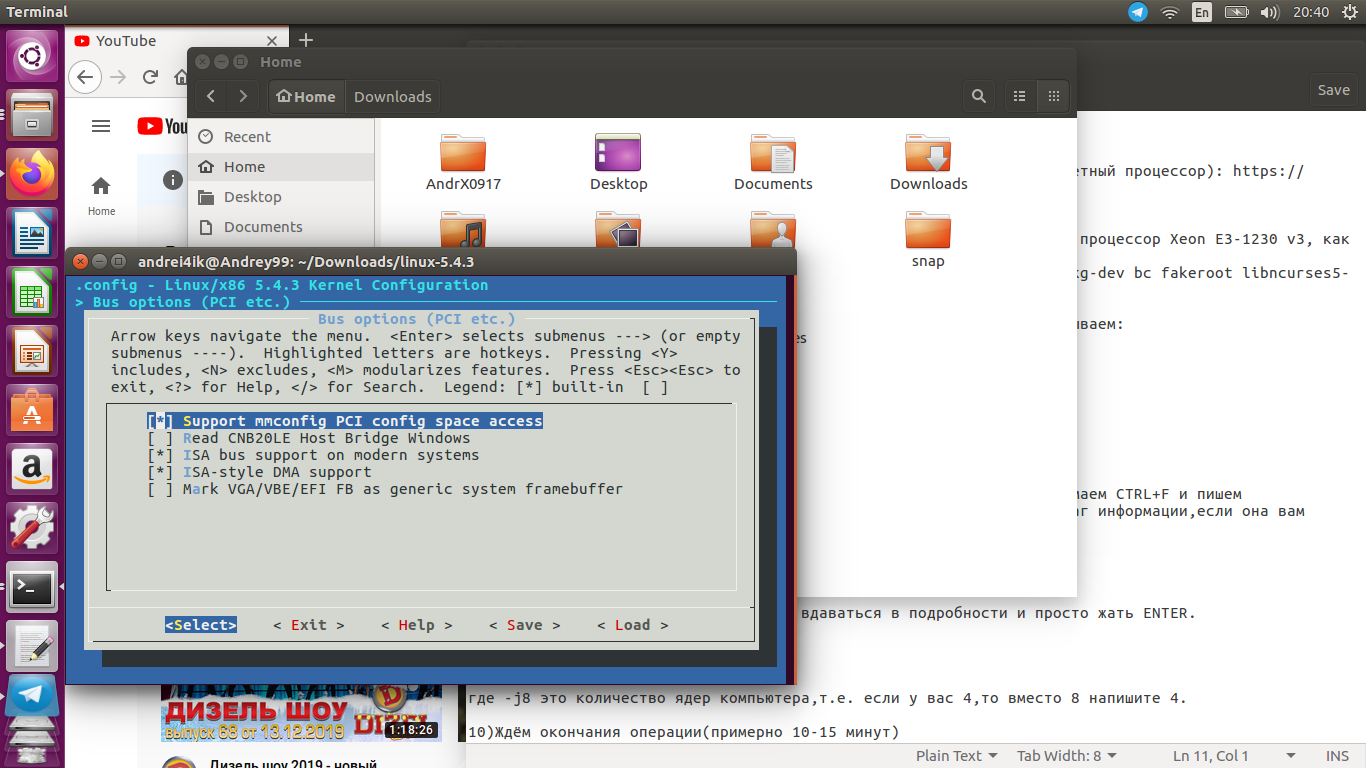 Terminal
En
20:40
YouTube
Home
Save
Home
Downloads
You
Recent
Home
Desktop
Documents
Home
AndrX0917
Desktop
Documents
Downloads
snap
етный процессор): https://
процессор Xeon E3-1230 v3, как
kg-dev bc fakeroot libncurses5-
иваем:
маем CTRL+F и пишем
аг информации,если она вам
вдаваться в подробности и просто жать ENTER.
где -j8 это количество ядер компьютера,т.е. если у вас 4,то вместо 8 напишите 4.
10)Ждём окончания операции(примерно 10-15 минут)
andrei4ik@Andrey99: ~/Downloads/linux-5.4.3
.config - Linux/x86 5.4.3 Kernel Configuration
> Bus options (PCI etc.)
Bus options (PCI etc.)
Arrow keys navigate the menu.  <Enter> selects submenus ---> (or empty
submenus ----).  Highlighted letters are hotkeys.  Pressing <Y>
includes, <N> excludes, <M> modularizes features.  Press <Esc><Esc> to
exit, <?> for Help, </> for Search.  Legend: [*] built-in  [ ]
[*] Support mmconfig PCI config space access
[ ] Read CNB20LE Host Bridge Windows
[*] ISA bus support on modern systems
[*] ISA-style DMA support
[ ] Mark VGA/VBE/EFI FB as generic system framebuffer
<Select>    < Exit >    < Help >    < Save >    < Load >
ДИЗЕЛЬ ШОУ
выпуск 68 от 13.12.2019
1:18:26
Дизель шоу 2019 - новый
Plain Text
Tab Width: 8
Ln 11, Col 1
INS